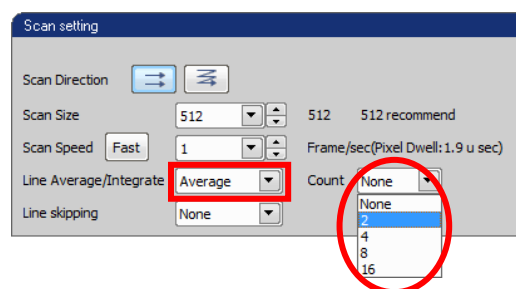 Scan setting
Scan Direction
Scan Size 512 512 512 recommend
Scan Speed Fast 1 Frame/sec(Pixel Dwell:1.9 u sec)
Line Average/Integrate Average Count None
Line skipping None None
2
4
8
16